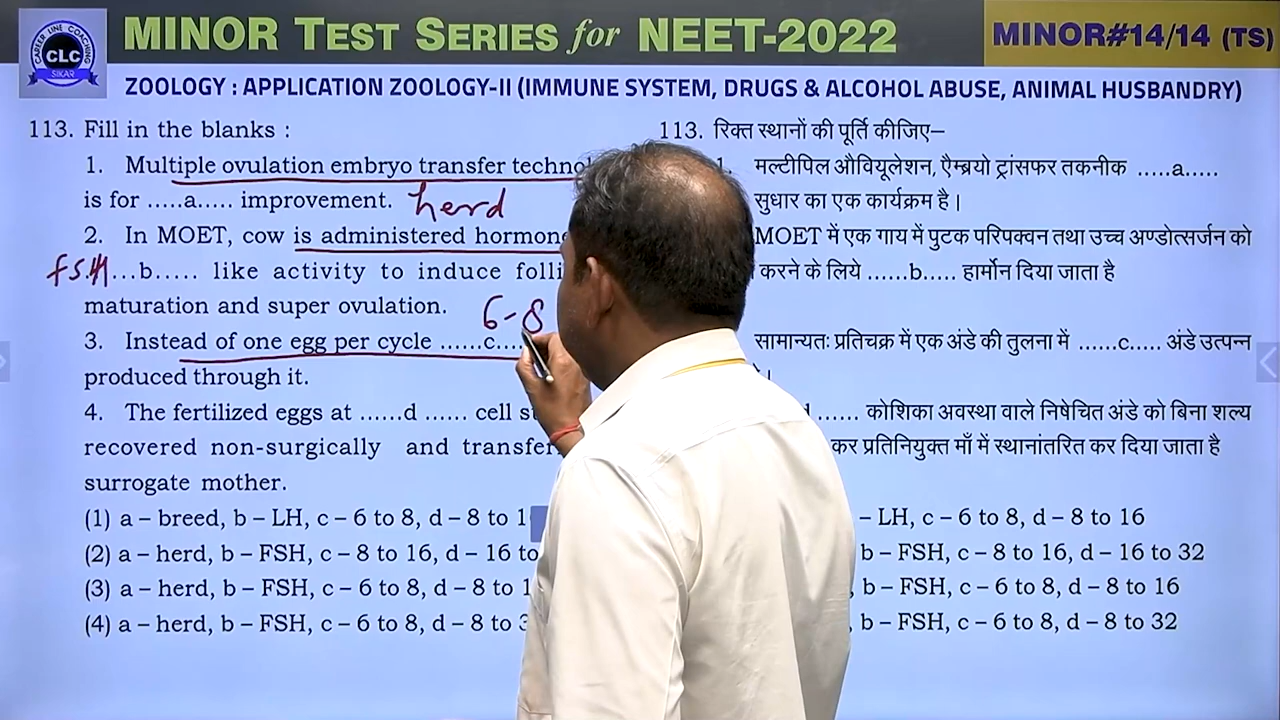 CAREER LINE COACHING
CLC
SIKAR
MINOR TEST SERIES for NEET-2022
MINOR#14/14 (TS)
ZOOLOGY : APPLICATION ZOOLOGY-II (IMMUNE SYSTEM, DRUGS & ALCOHOL ABUSE, ANIMAL HUSBANDRY)
113. Fill in the blanks :
1. Multiple ovulation embryo transfer techno
is for .....a..... improvement. herd
2. In MOET, cow is administered hormone
FSH ...b..... like activity to induce folli
maturation and super ovulation.
6-8
3. Instead of one egg per cycle ......c....
produced through it.
4. The fertilized eggs at ......d ...... cell s
recovered non-surgically and transfer
surrogate mother.
(1) a – breed, b – LH, c – 6 to 8, d – 8 to 1
(2) a – herd, b – FSH, c – 8 to 16, d – 16 to
(3) a – herd, b – FSH, c – 6 to 8, d – 8 to 1
(4) a – herd, b – FSH, c – 6 to 8, d – 8 to 3
113. रिक्त स्थानों की पूर्ति कीजिए–
1. मल्टीपिल औवियूलेशन, ऐम्ब्रयो ट्रांसफर तकनीक .....a.....
सुधार का एक कार्यक्रम है।
MOET में एक गाय में पुटक परिपक्वन तथा उच्च अण्डोत्सर्जन को
करने के लिये ......b..... हार्मोन दिया जाता है
सामान्यतः प्रतिचक्र में एक अंडे की तुलना में ......c..... अंडे उत्पन्न
...... कोशिका अवस्था वाले निषेचित अंडे को बिना शल्य
कर प्रतिनियुक्त माँ में स्थानांतरित कर दिया जाता है
– LH, c – 6 to 8, d – 8 to 16
b – FSH, c – 8 to 16, d – 16 to 32
, b – FSH, c – 6 to 8, d – 8 to 16
, b – FSH, c – 6 to 8, d – 8 to 32